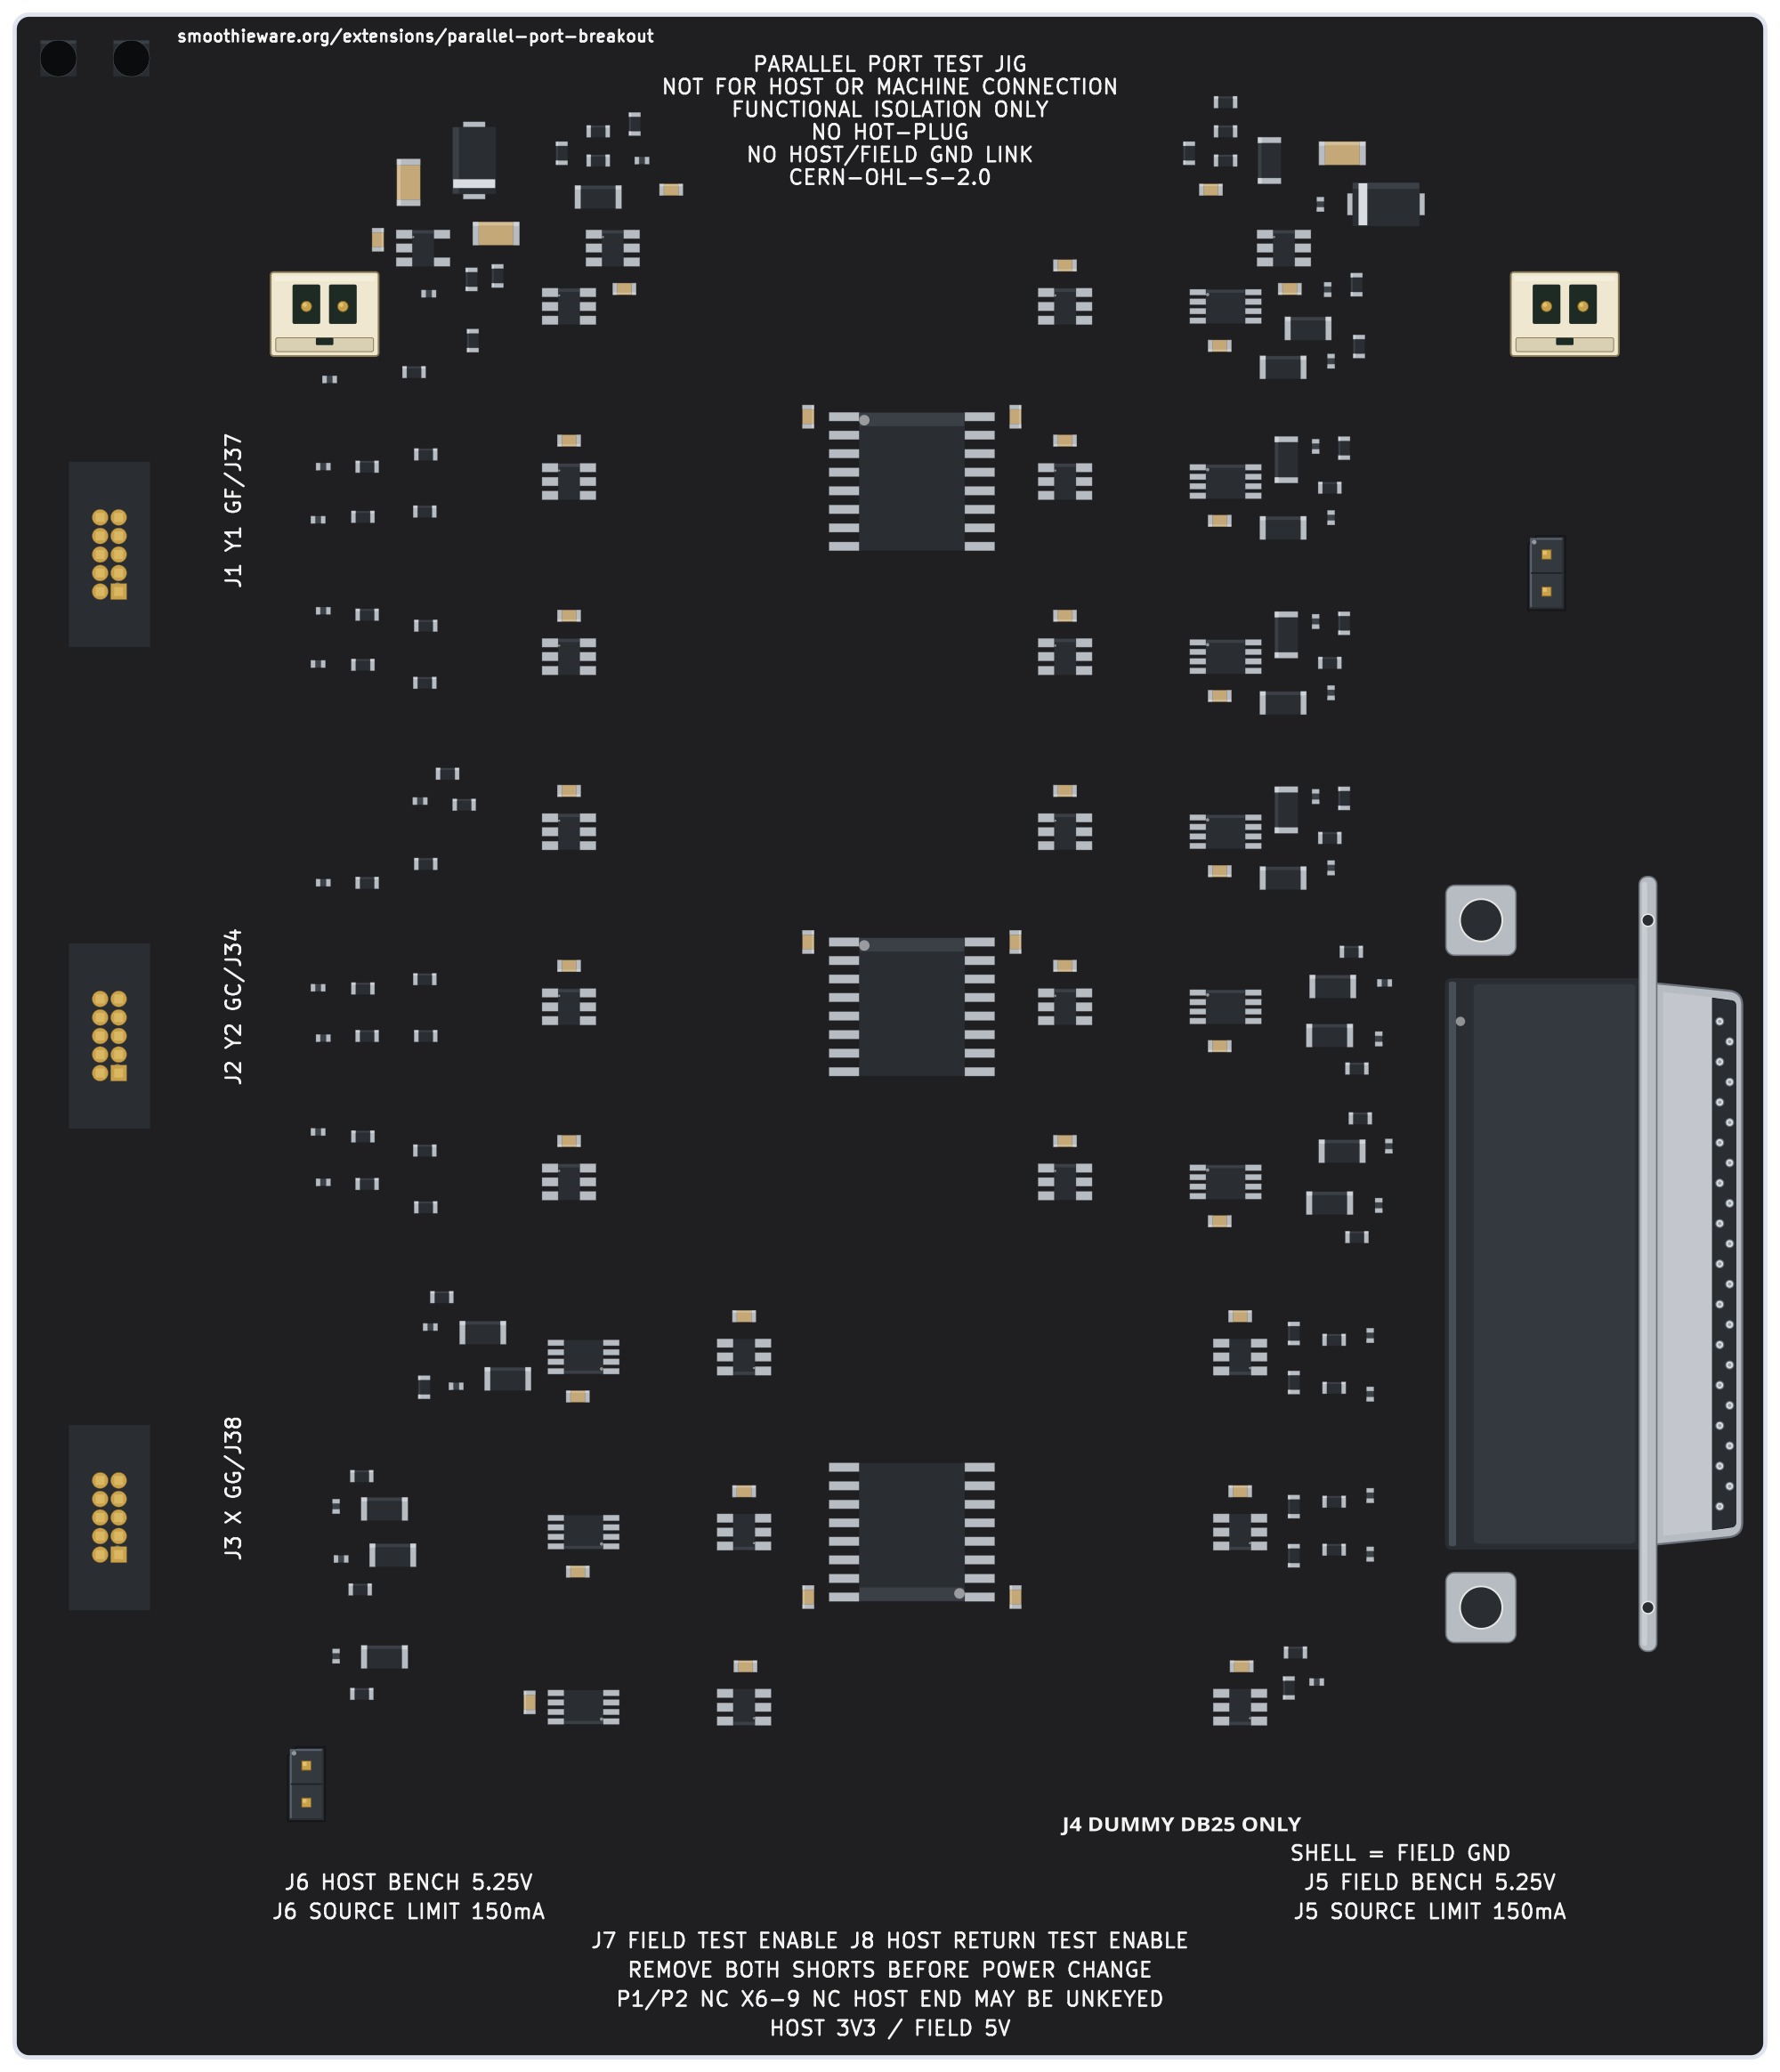 smoothieware.org/extensions/parallel-port-breakout
PARALLEL PORT TEST JIG
NOT FOR HOST OR MACHINE CONNECTION
FUNCTIONAL ISOLATION ONLY
NO HOT-PLUG
NO HOST/FIELD GND LINK
CERN-OHL-S-2.0
J1 Y1 GF/J37
J2 Y2 GC/J34
J3 X GG/J38
J4 DUMMY DB25 ONLY
SHELL = FIELD GND
J6 HOST BENCH 5.25V
J5 FIELD BENCH 5.25V
J6 SOURCE LIMIT 150mA
J5 SOURCE LIMIT 150mA
J7 FIELD TEST ENABLE J8 HOST RETURN TEST ENABLE
REMOVE BOTH SHORTS BEFORE POWER CHANGE
P1/P2 NC X6-9 NC HOST END MAY BE UNKEYED
HOST 3V3 / FIELD 5V